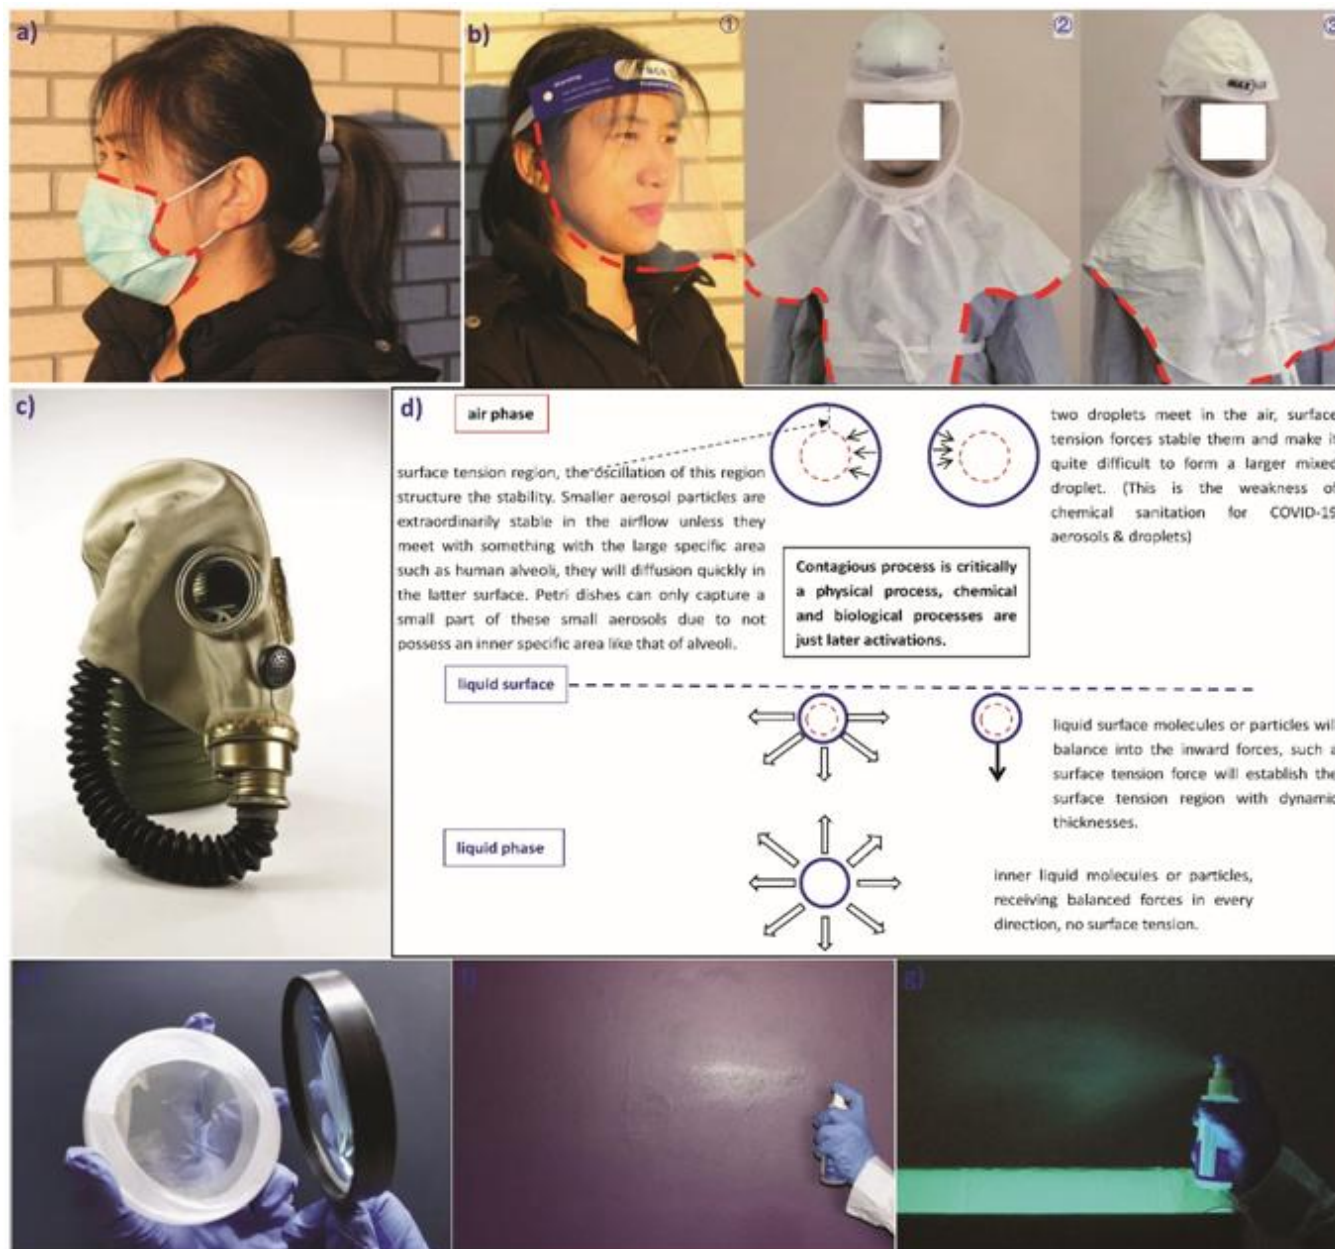 a)
b)
①
②
c)
d)
air phase
surface tension region, the oscillation of this region
structure the stability. Smaller aerosol particles are
extraordinarily stable in the airflow unless they
meet with something with the large specific area
such as human alveoli, they will diffusion quickly in
the latter surface. Petri dishes can only capture a
small part of these small aerosols due to not
possess an inner specific area like that of alveoli.
two droplets meet in the air, surface
tension forces stable them and make it
quite difficult to form a larger mixed
droplet. (This is the weakness of
chemical sanitation for COVID-19
aerosols & droplets)
Contagious process is critically
a physical process, chemical
and biological processes are
just later activations.
liquid surface
liquid surface molecules or particles will
balance into the inward forces, such a
surface tension force will establish the
surface tension region with dynamic
thicknesses.
liquid phase
inner liquid molecules or particles,
receiving balanced forces in every
direction, no surface tension.
f)
g)